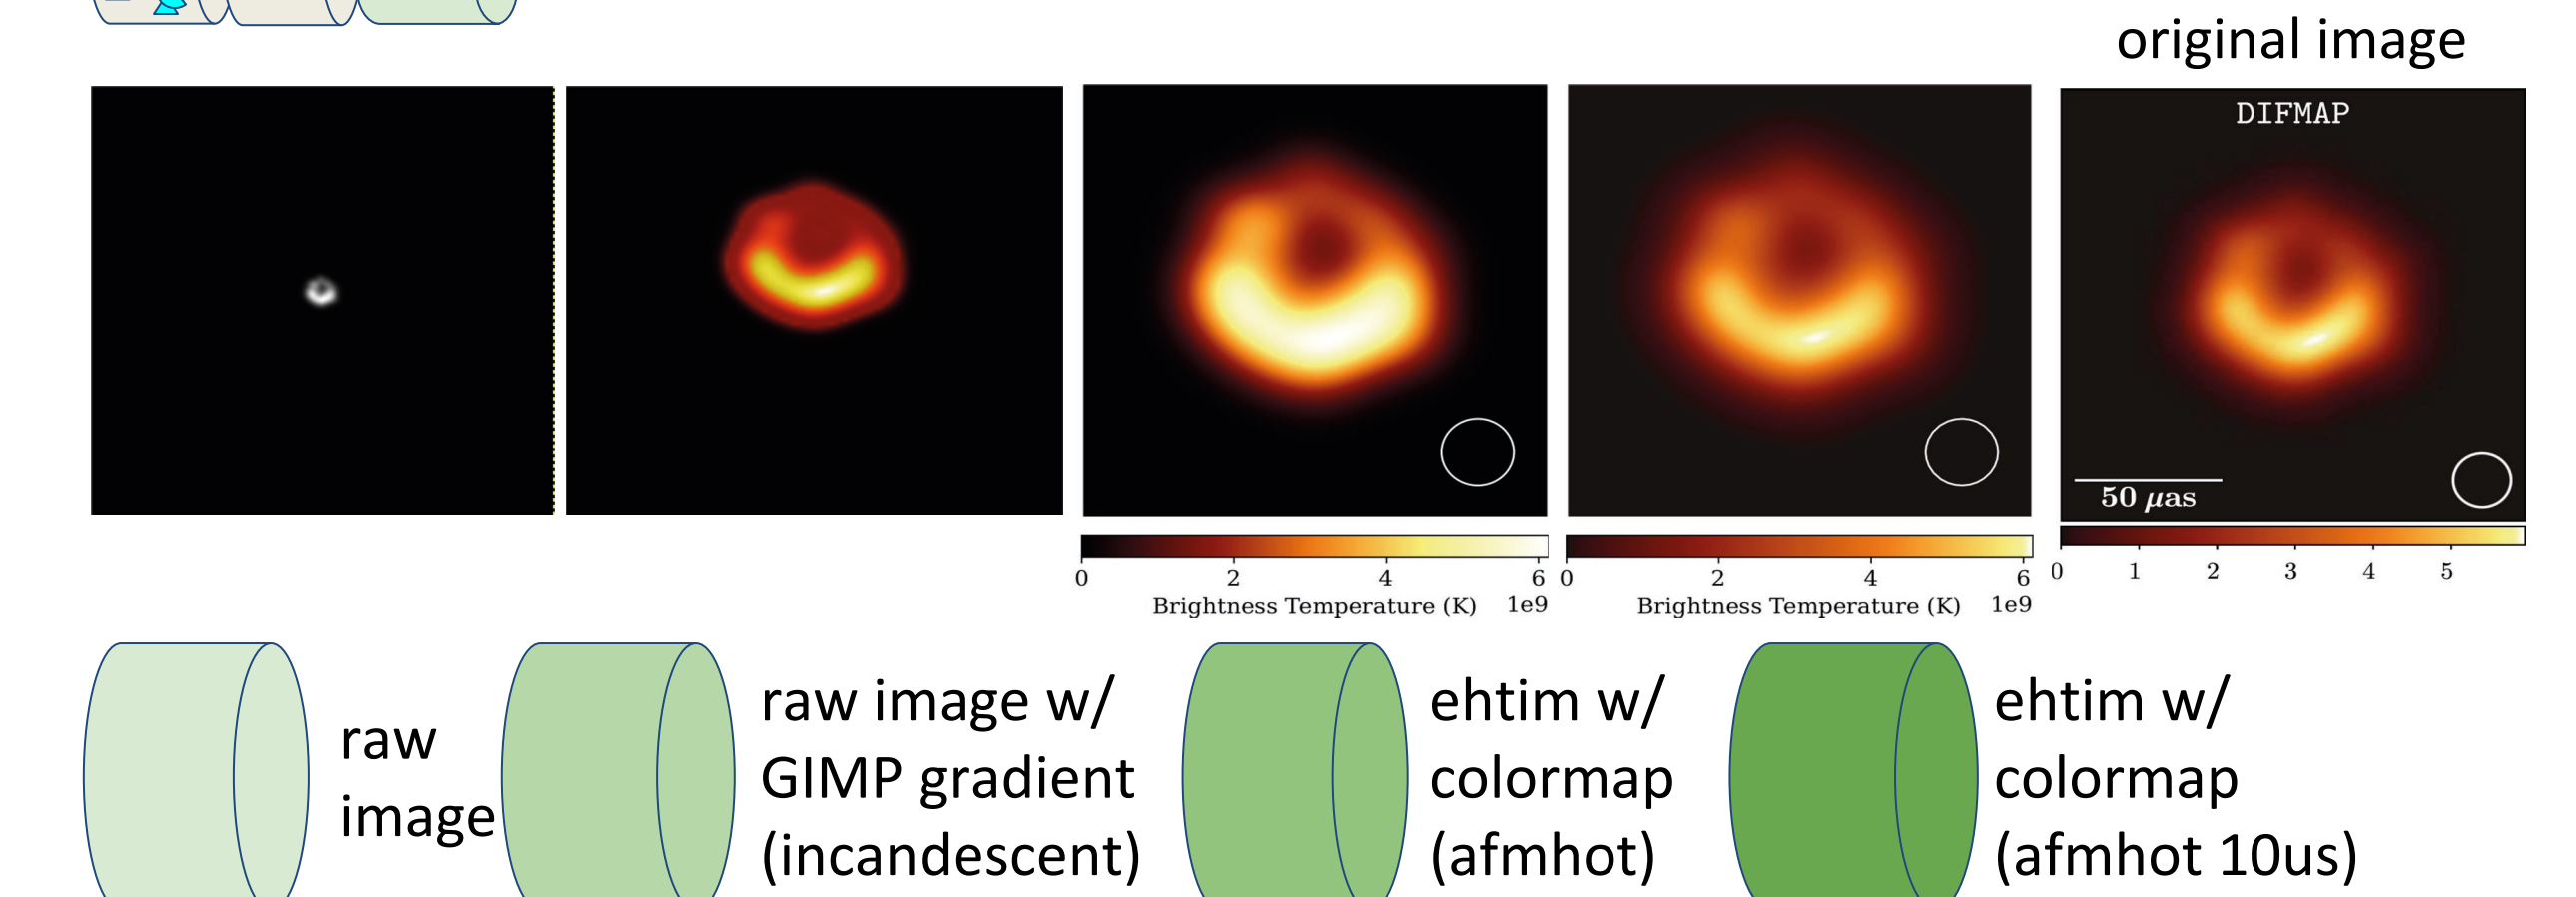 original image
DIFMAP
50 μas
0 2 4 6
Brightness Temperature (K) 1e9
0 2 4 6
Brightness Temperature (K) 1e9
0 1 2 3 4 5
raw
image
raw image w/
GIMP gradient
(incandescent)
ehtim w/
colormap
(afmhot)
ehtim w/
colormap
(afmhot 10us)